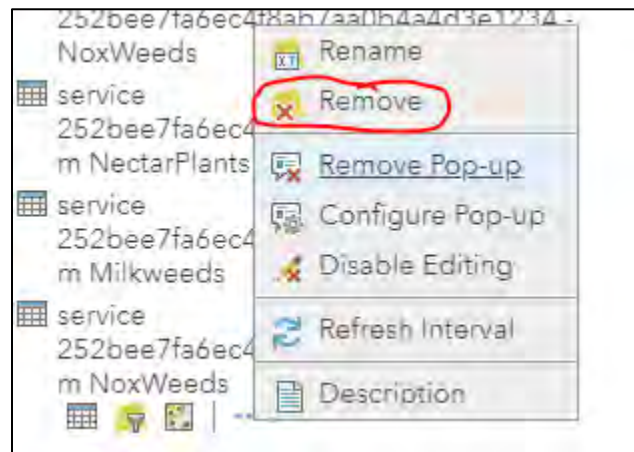 252bee7fa6ec4f8ab7aa0b4a4d3e1234 -
NoxWeeds
Rename
service
Remove
252bee7fa6ec4
m NectarPlants
Remove Pop-up
service
Configure Pop-up
252bee7fa6ec4
m Milkweeds
Disable Editing
service
Refresh Interval
252bee7fa6ec4
m NoxWeeds
Description